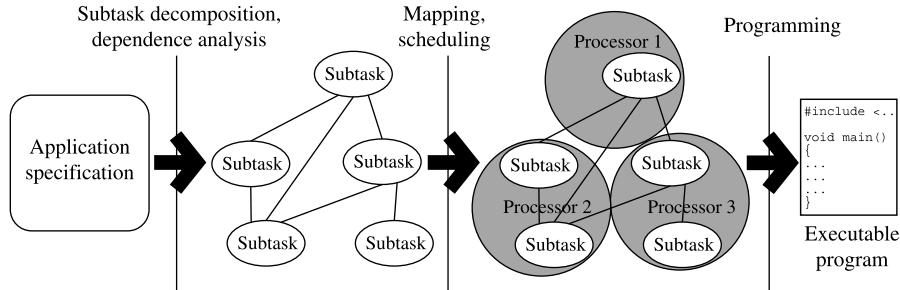 Subtask decomposition,
dependence analysis
Mapping,
scheduling
Programming
Application
specification
Subtask
Subtask
Subtask
Subtask
Subtask
Processor 1
Subtask
Subtask
Processor 2
Subtask
Subtask
Processor 3
Subtask
#include <..
void main()
{
...
...
...
}
Executable
program